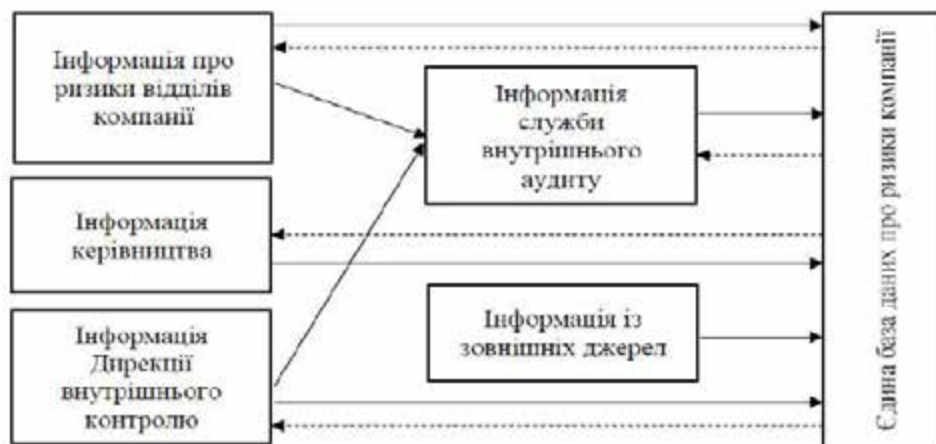 Інформація про
ризики відділів
компанії
Інформація
служби
внутрішнього
аудиту
Інформація
керівництва
Інформація із
зовнішніх джерел
Інформація
Дирекції
внутрішнього
контролю
Єдина база даних про ризики компанії